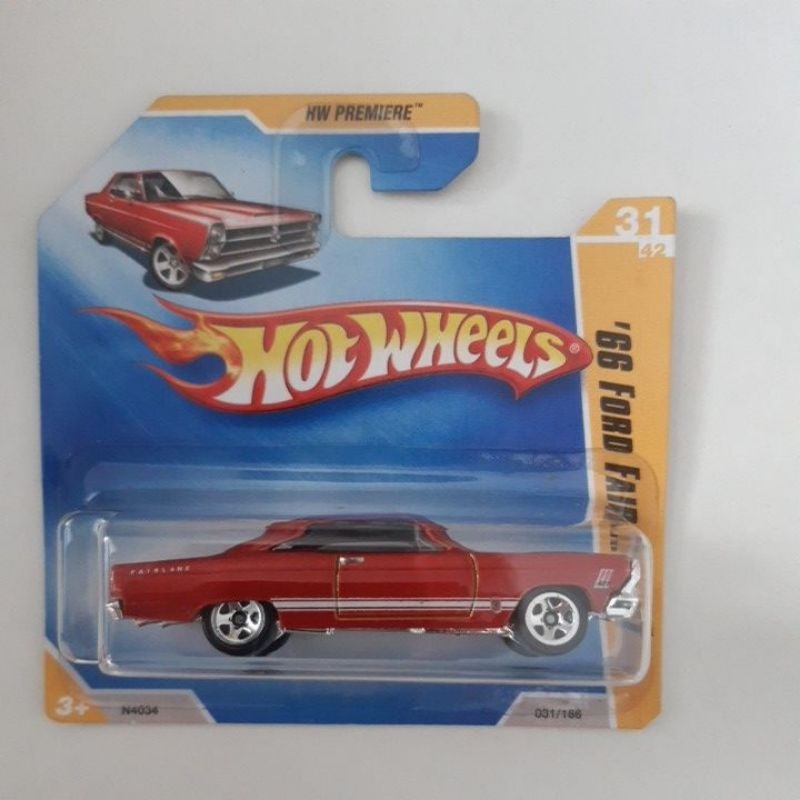 HW PREMIERE™
31
42
HOT WHEELS®
'66 FORD
FAIRLANE
3+
N4034
031/166